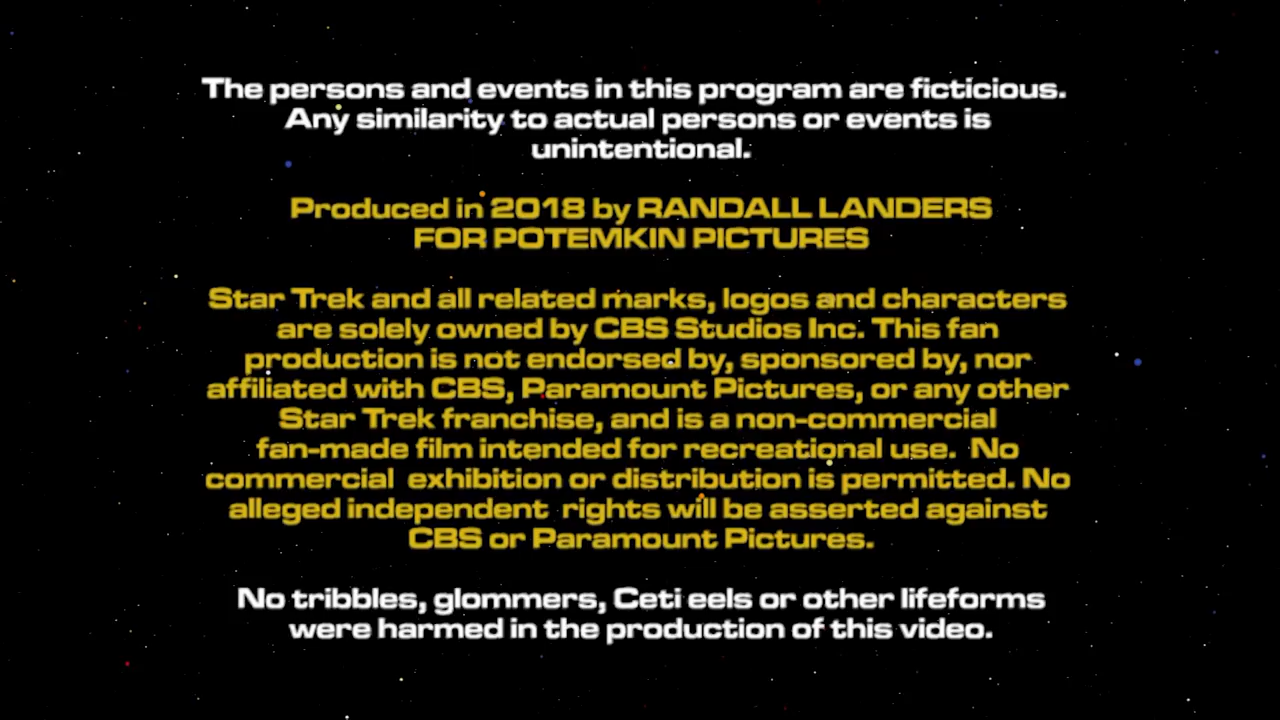 The persons and events in this program are ficticious.
Any similarity to actual persons or events is
unintentional.
Produced in 2018 by RANDALL LANDERS
FOR POTEMKIN PICTURES
Star Trek and all related marks, logos and characters
are solely owned by CBS Studios Inc. This fan
production is not endorsed by, sponsored by, nor
affiliated with CBS, Paramount Pictures, or any other
Star Trek franchise, and is a non-commercial
fan-made film intended for recreational use.  No
commercial  exhibition or distribution is permitted. No
alleged independent  rights will be asserted against
CBS or Paramount Pictures.
No tribbles, glommers, Ceti eels or other lifeforms
were harmed in the production of this video.